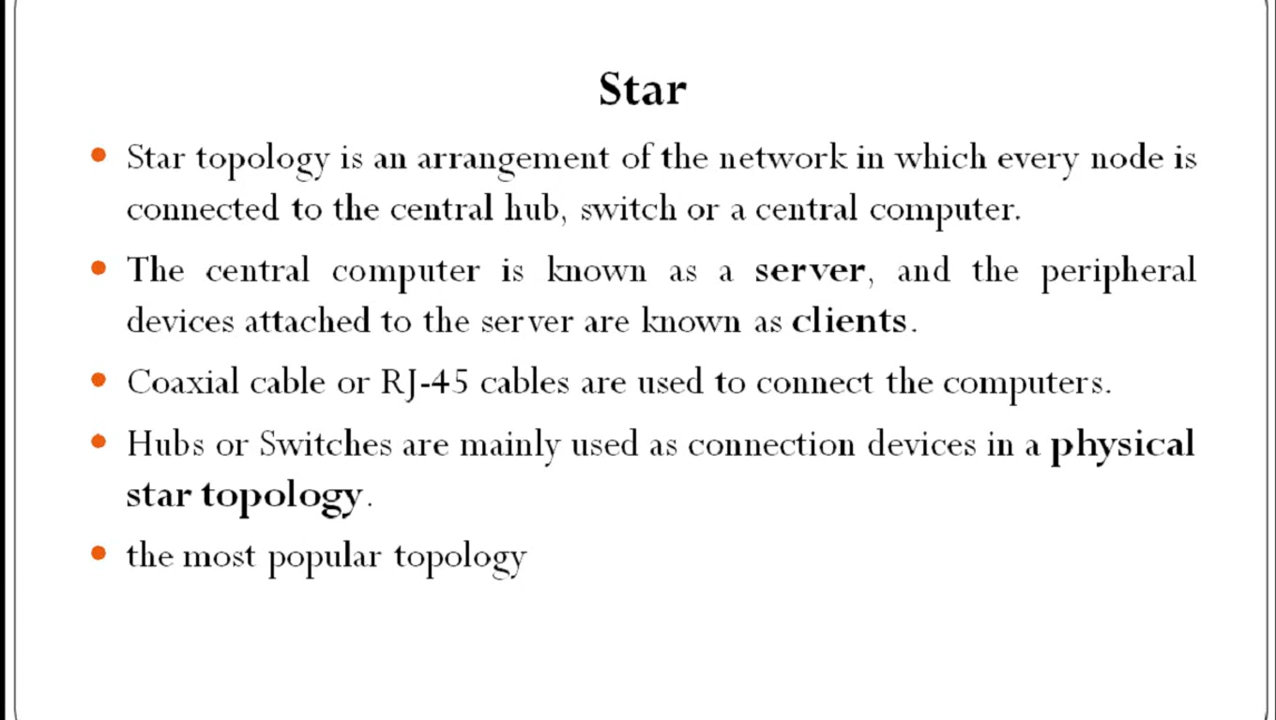 Star
• Star topology is an arrangement of the network in which every node is
connected to the central hub, switch or a central computer.
• The central computer is known as a server, and the peripheral
devices attached to the server are known as clients.
• Coaxial cable or RJ-45 cables are used to connect the computers.
• Hubs or Switches are mainly used as connection devices in a physical
star topology.
• the most popular topology